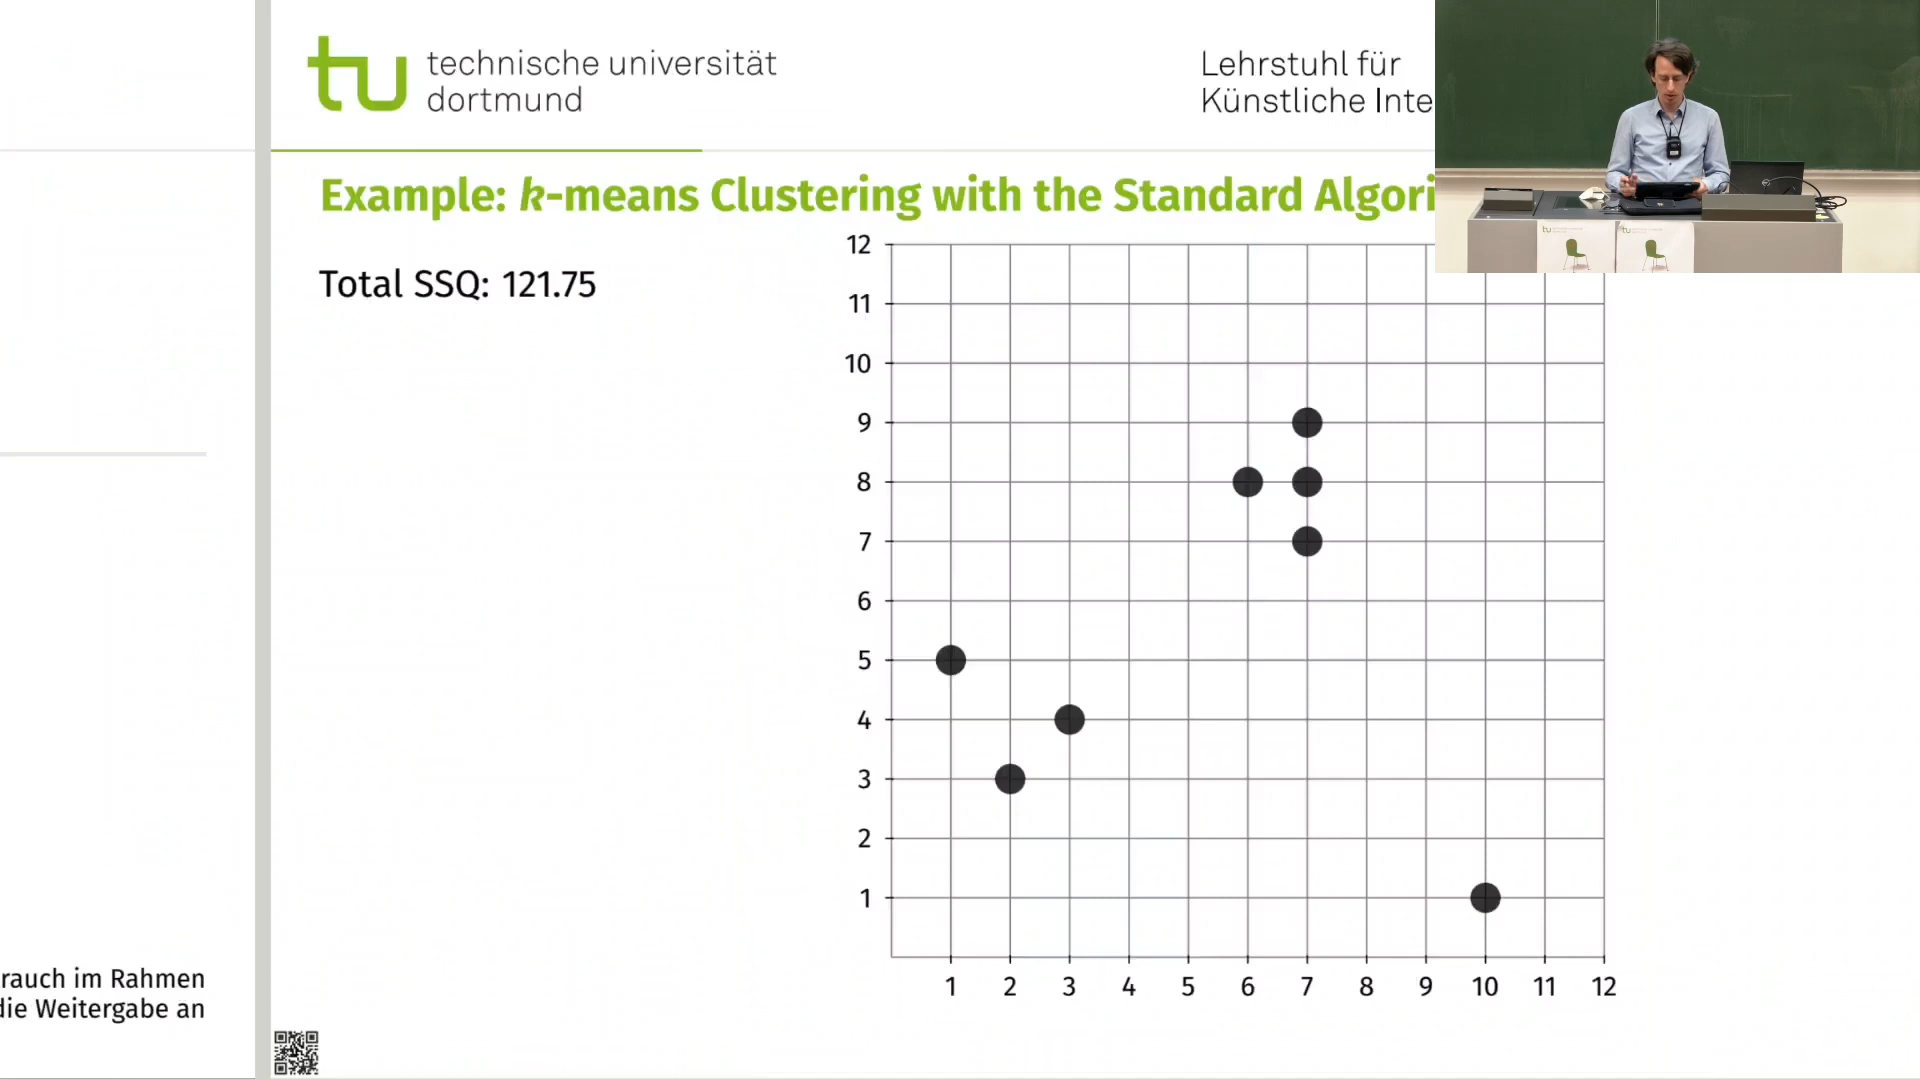 technische universität
dortmund
Lehrstuhl für
Künstliche Inte
Example: k-means Clustering with the Standard Algori
Total SSQ: 121.75
12
11
10
9
8
7
6
5
4
3
2
1
1 2 3 4 5 6 7 8 9 10 11 12
rauch im Rahmen
die Weitergabe an